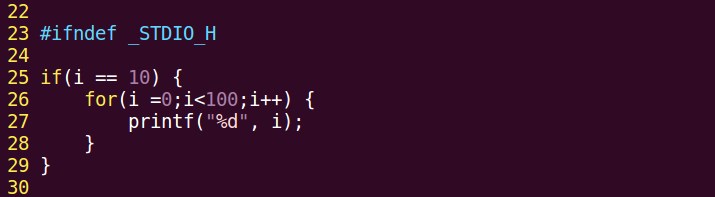 22
23 #ifndef _STDIO_H
24
25 if(i == 10) {
26     for(i =0;i<100;i++) {
27         printf("%d", i);
28     }
29 }
30